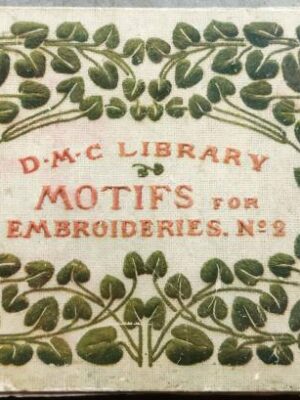 D·M·C LIBRARY
MOTIFS FOR
EMBROIDERIES. Nº 2